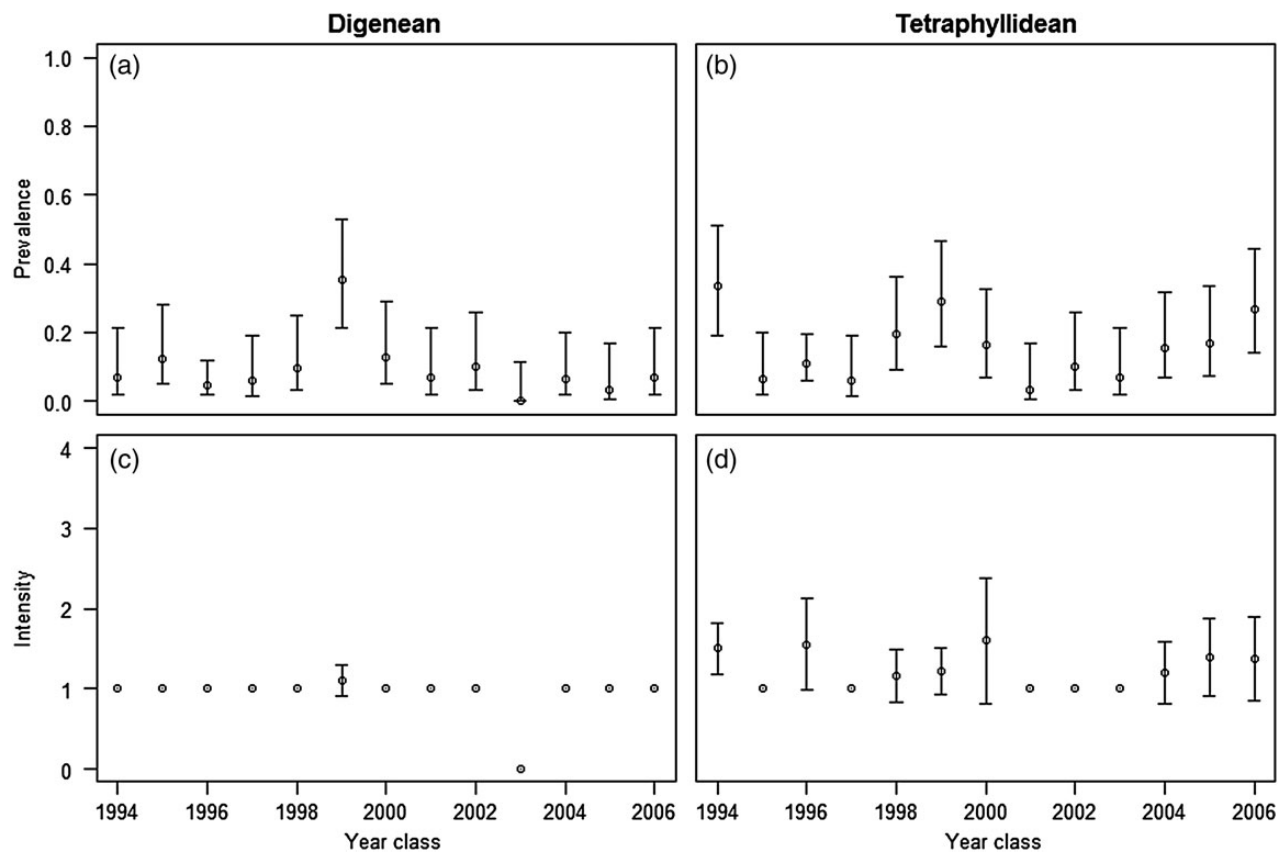 Digenean
Tetraphyllidean
(a)
(b)
Prevalence
1.0
0.8
0.6
0.4
0.2
0.0
(c)
(d)
Intensity
4
3
2
1
0
1994 1996 1998 2000 2002 2004 2006
1994 1996 1998 2000 2002 2004 2006
Year class
Year class